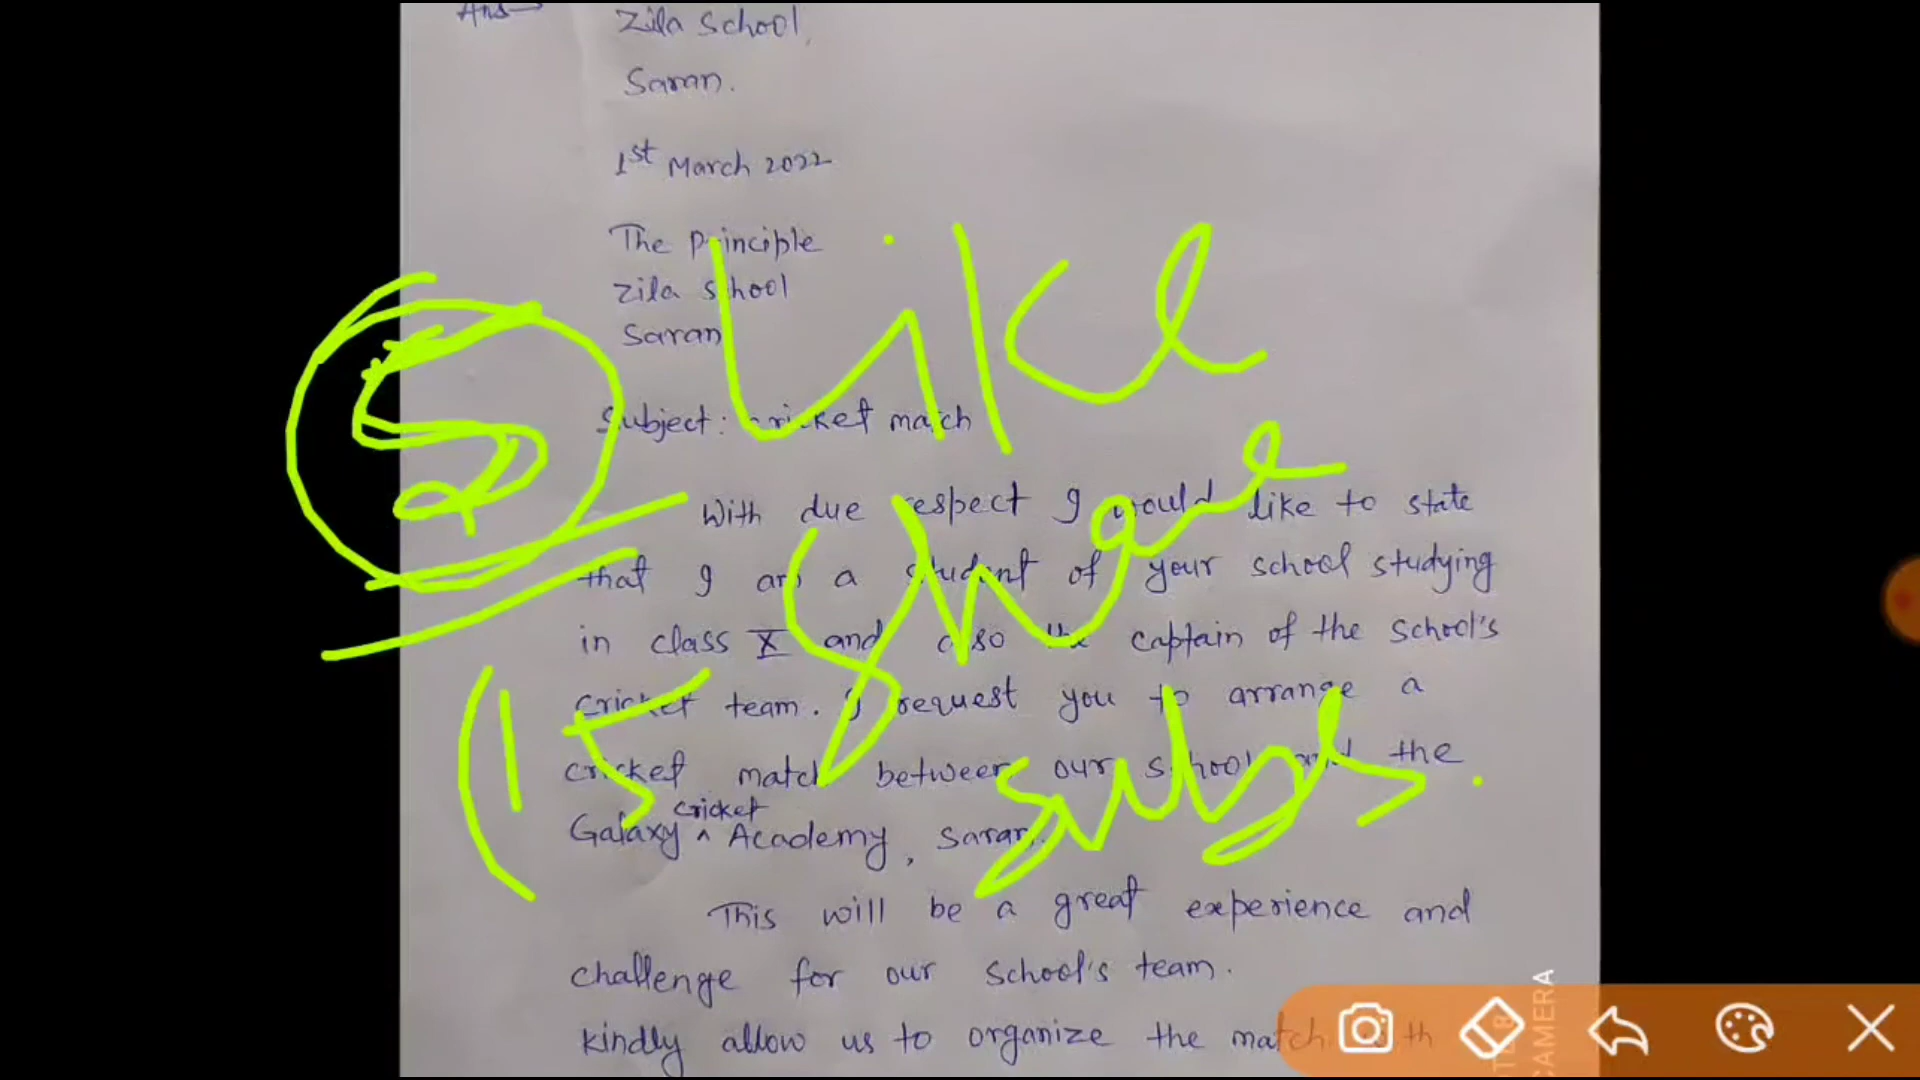 Ans→
Zila School,
Saran.
1st March 2022
The Principle
Zila school
Saran
Subject: cricket match
With due respect I would like to state
that I am a student of your school studying
in class X and also the captain of the school's
cricket team. I request you to arrange a
cricket match between our school and the
cricket
Galaxy ^ Academy, Saran.
This will be a great experience and
challenge for our school's team.
kindly allow us to organize the match with
Like
Share
subs.
(15
CAMERA